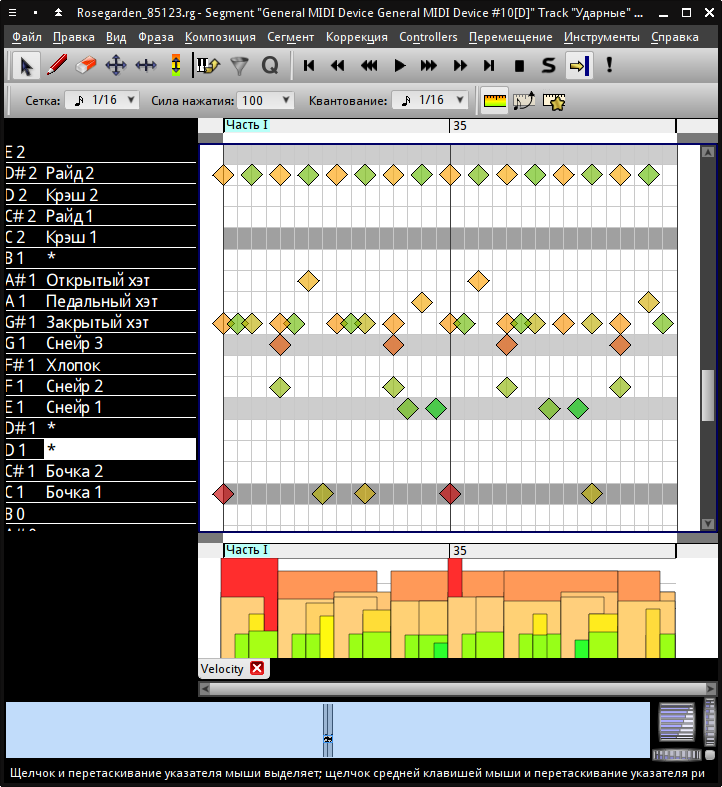 Rosegarden_85123.rg - Segment "General MIDI Device General MIDI Device #10[D]" Track "Ударные" ...
Файл Правка Вид Фраза Композиция Сегмент Коррекция Controllers Перемещение Инструменты Справка
Q S !
Сетка: 1/16 Сила нажатия: 100 Квантование: 1/16
Часть I 35
E 2
D# 2 Райд 2
D 2 Крэш 2
C# 2 Райд 1
C 2 Крэш 1
B 1 *
A# 1 Открытый хэт
A 1 Педальный хэт
G# 1 Закрытый хэт
G 1 Снейр 3
F# 1 Хлопок
F 1 Снейр 2
E 1 Снейр 1
D# 1 *
D 1 *
C# 1 Бочка 2
C 1 Бочка 1
B 0
A# 0
Часть I 35
Velocity
Щелчок и перетаскивание указателя мыши выделяет; щелчок средней клавишей мыши и перетаскивание указателя ри